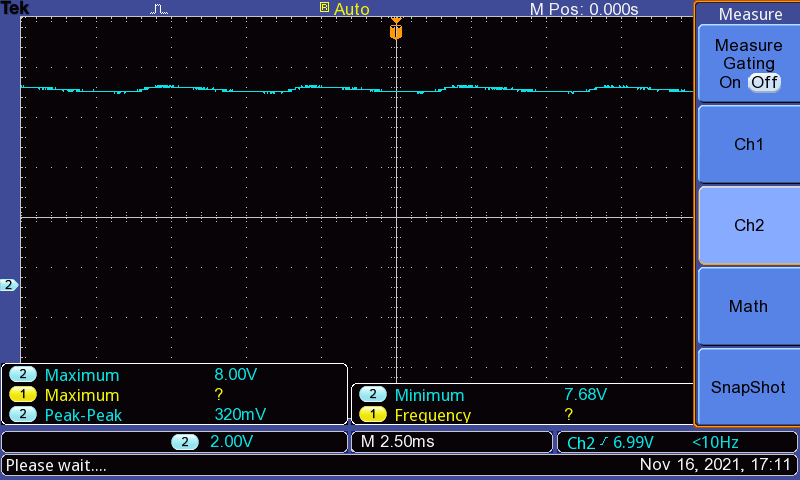 Tek R Auto M Pos: 0.000s
Measure
Measure
Gating
On Off
Ch1
Ch2
Math
SnapShot
T
2
2 Maximum 8.00V
1 Maximum ?
2 Peak-Peak 320mV
2 Minimum 7.68V
1 Frequency ?
2 2.00V M 2.50ms Ch2 6.99V <10Hz
Please wait.... Nov 16, 2021, 17:11